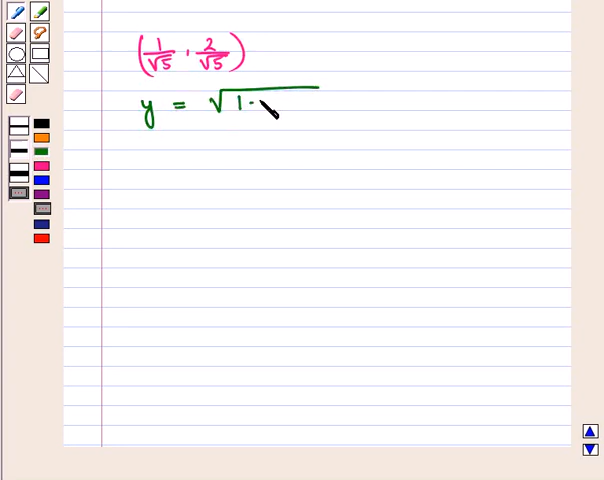 (1/√5, 2/√5)
y = √1-